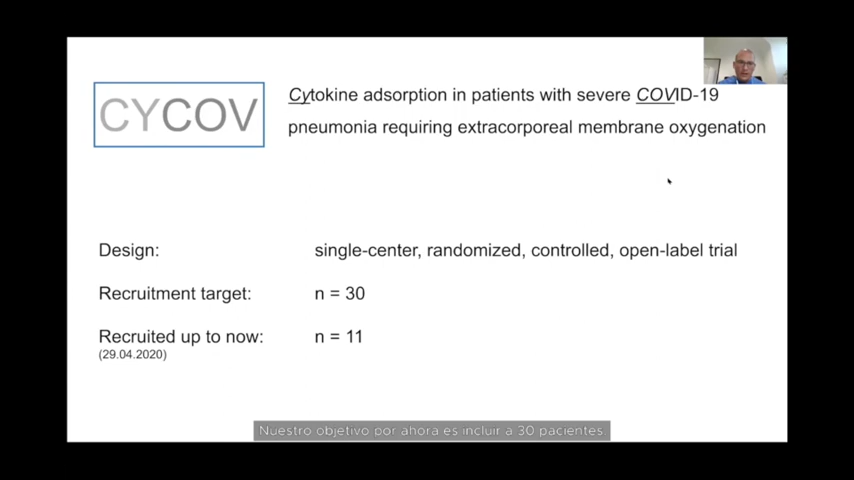 CYCOV
Cytokine adsorption in patients with severe COVID-19
pneumonia requiring extracorporeal membrane oxygenation
Design: single-center, randomized, controlled, open-label trial
Recruitment target: n = 30
Recruited up to now: n = 11
(29.04.2020)
Nuestro objetivo por ahora es incluir a 30 pacientes.